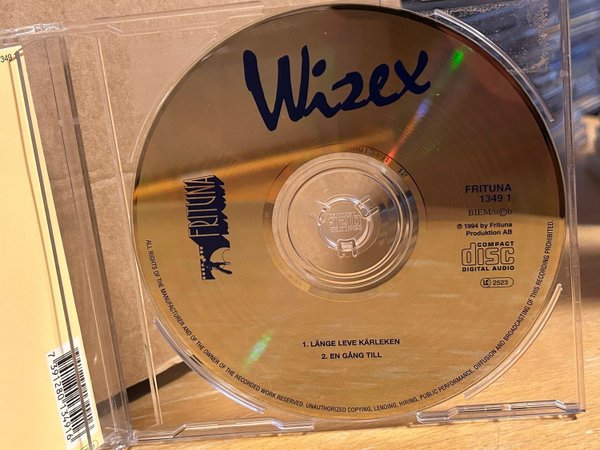 Wizex
FRITUNA
FRITUNA
1349 1
BIEM/n©b
℗ 1994 by Frituna
Produktion AB
COMPACT
disc
DIGITAL AUDIO
LC 2523
1. LÄNGE LEVE KÄRLEKEN
2. EN GÅNG TILL
ALL RIGHTS OF THE MANUFACTURER AND OF THE OWNER OF THE RECORDED WORK RESERVED. UNAUTHORIZED COPYING, LENDING, HIRING, PUBLIC PERFORMANCE, DIFFUSION AND BROADCASTING OF THIS RECORDING PROHIBITED.
7391280134916